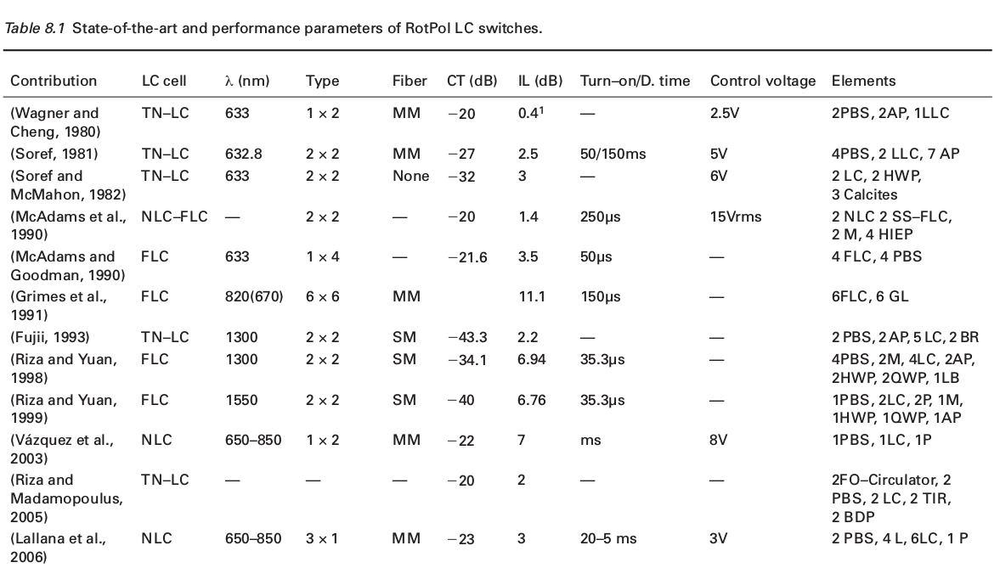 Table 8.1 State-of-the-art and performance parameters of RotPol LC switches.
Contribution LC cell λ (nm) Type Fiber CT (dB) IL (dB) Turn–on/D. time Control voltage Elements
(Wagner and TN–LC 633 1 × 2 MM −20 0.4¹ — 2.5V 2PBS, 2AP, 1LLC
Cheng, 1980)
(Soref, 1981) TN–LC 632.8 2 × 2 MM −27 2.5 50/150ms 5V 4PBS, 2 LLC, 7 AP
(Soref and TN–LC 633 2 × 2 None −32 3 — 6V 2 LC, 2 HWP,
McMahon, 1982) 3 Calcites
(McAdams et al., NLC–FLC — 2 × 2 — −20 1.4 250µs 15Vrms 2 NLC 2 SS–FLC,
1990) 2 M, 4 HIEP
(McAdams and FLC 633 1 × 4 — −21.6 3.5 50µs — 4 FLC, 4 PBS
Goodman, 1990)
(Grimes et al., FLC 820(670) 6 × 6 MM 11.1 150µs — 6FLC, 6 GL
1991)
(Fujii, 1993) TN–LC 1300 2 × 2 SM −43.3 2.2 — — 2 PBS, 2 AP, 5 LC, 2 BR
(Riza and Yuan, FLC 1300 2 × 2 SM −34.1 6.94 35.3µs — 4PBS, 2M, 4LC, 2AP,
1998) 2HWP, 2QWP, 1LB
(Riza and Yuan, FLC 1550 2 × 2 SM −40 6.76 35.3µs — 1PBS, 2LC, 2P, 1M,
1999) 1HWP, 1QWP, 1AP
(Vázquez et al., NLC 650–850 1 × 2 MM −22 7 ms 8V 1PBS, 1LC, 1P
2003)
(Riza and TN–LC — — — −20 2 — — 2FO–Circulator, 2
Madamopoulus, PBS, 2 LC, 2 TIR,
2005) 2 BDP
(Lallana et al., NLC 650–850 3 × 1 MM −23 3 20–5 ms 3V 2 PBS, 4 L, 6LC, 1 P
2006)